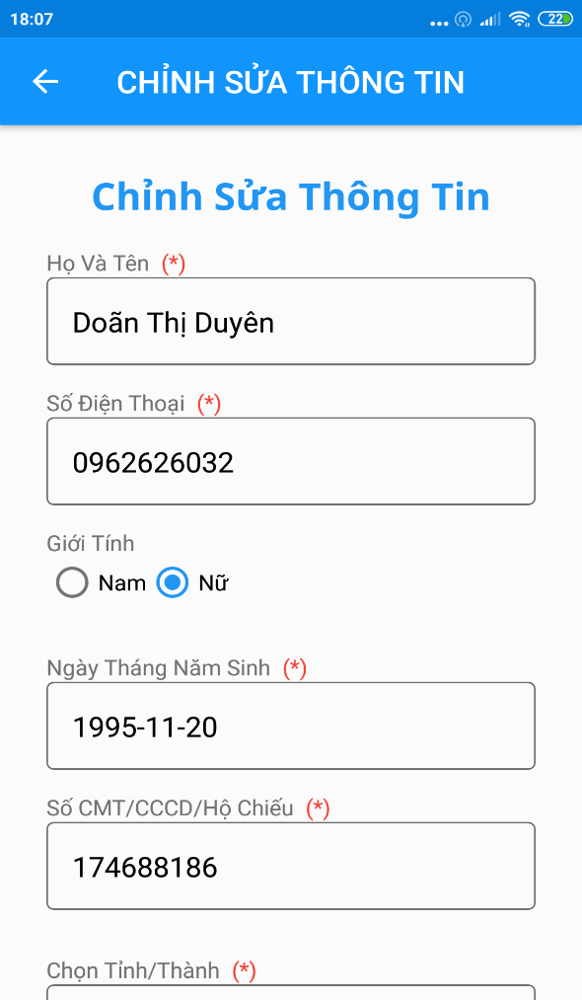 18:07
22
CHỈNH SỬA THÔNG TIN
Chỉnh Sửa Thông Tin
Họ Và Tên (*)
Doãn Thị Duyên
Số Điện Thoại (*)
0962626032
Giới Tính
Nam Nữ
Ngày Tháng Năm Sinh (*)
1995-11-20
Số CMT/CCCD/Hộ Chiếu (*)
174688186
Chọn Tỉnh/Thành (*)